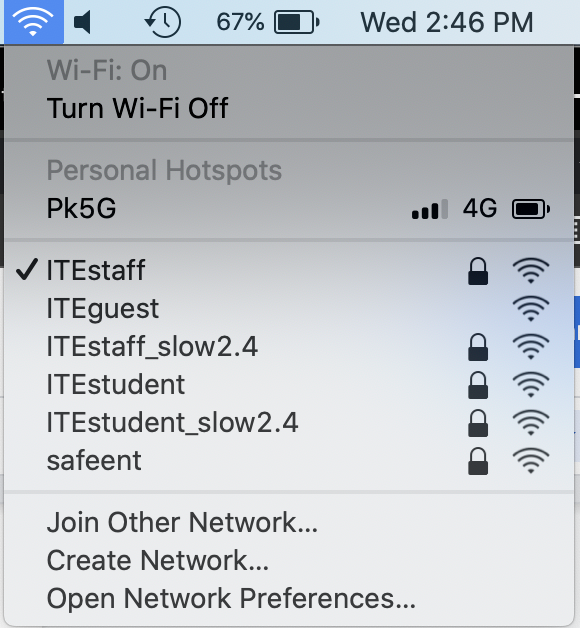 67% Wed 2:46 PM
Wi-Fi: On
Turn Wi-Fi Off
Personal Hotspots
Pk5G 4G
ITEstaff
ITEguest
ITEstaff_slow2.4
ITEstudent
ITEstudent_slow2.4
safeent
Join Other Network...
Create Network...
Open Network Preferences...